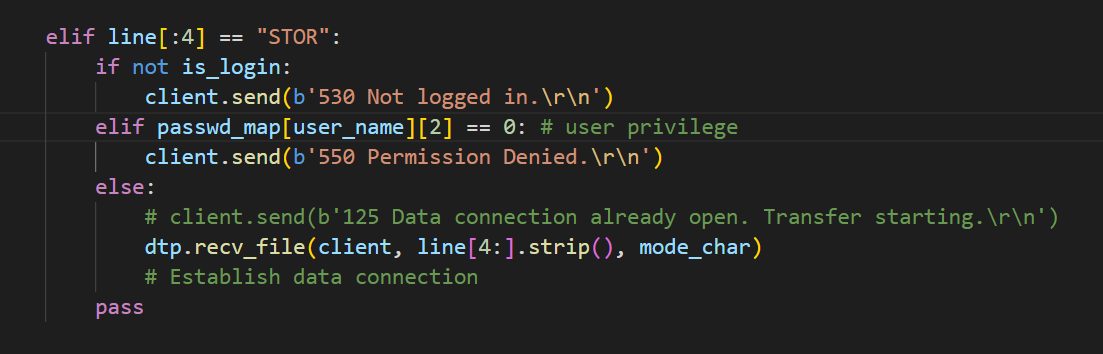 elif line[:4] == "STOR":
    if not is_login:
        client.send(b'530 Not logged in.\r\n')
    elif passwd_map[user_name][2] == 0: # user privilege
        client.send(b'550 Permission Denied.\r\n')
    else:
        # client.send(b'125 Data connection already open. Transfer starting.\r\n')
        dtp.recv_file(client, line[4:].strip(), mode_char)
        # Establish data connection
    pass